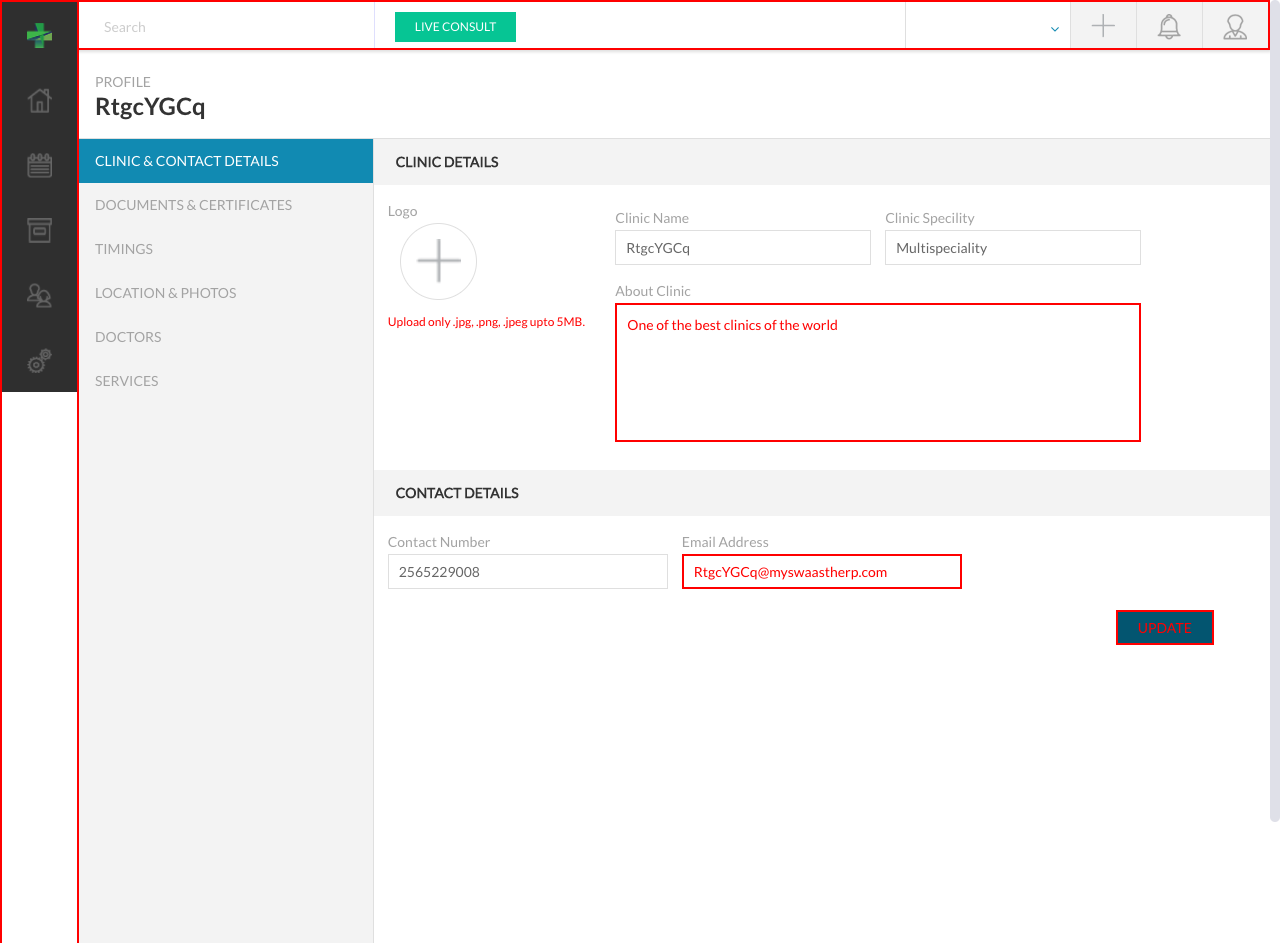 Search
LIVE CONSULT
PROFILE
RtgcYGCq
CLINIC & CONTACT DETAILS
DOCUMENTS & CERTIFICATES
TIMINGS
LOCATION & PHOTOS
DOCTORS
SERVICES
CLINIC DETAILS
Logo
Upload only .jpg, .png, .jpeg upto 5MB.
Clinic Name
Clinic Specility
RtgcYGCq
Multispeciality
About Clinic
One of the best clinics of the world
CONTACT DETAILS
Contact Number
Email Address
2565229008
RtgcYGCq@myswaastherp.com
UPDATE